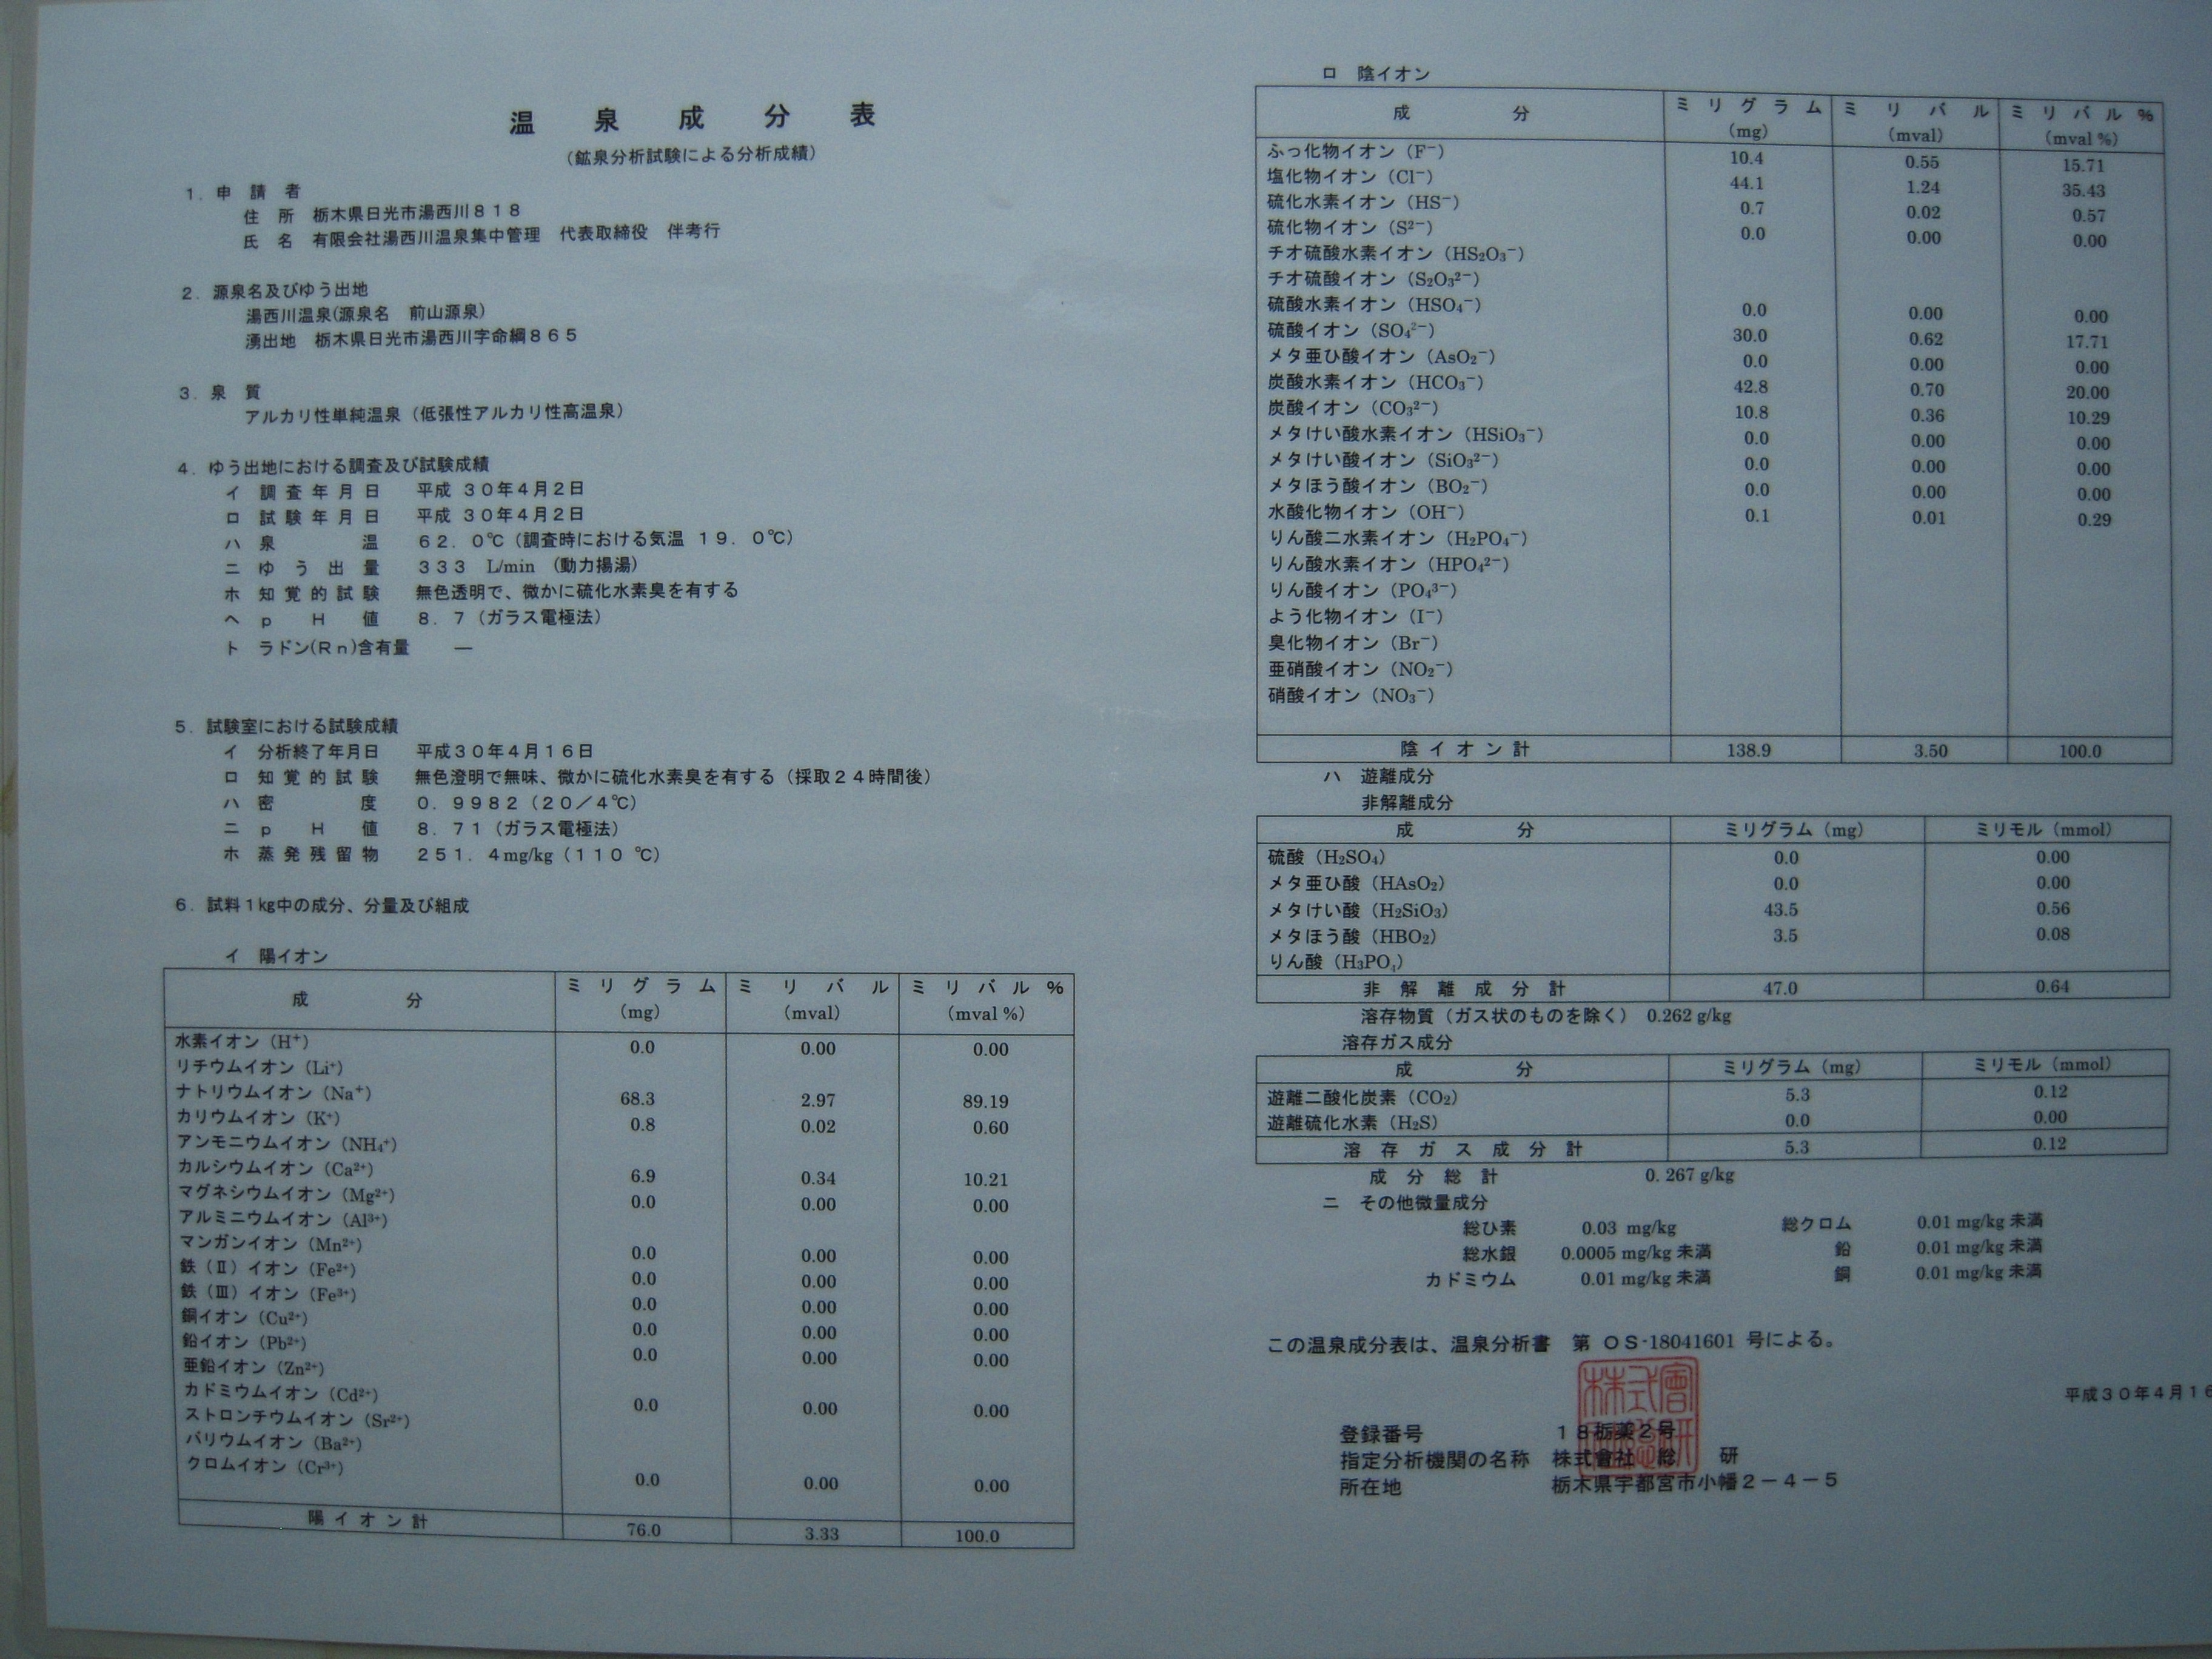 温泉成分表
(鉱泉分析試験による分析成績)
1. 申請者
住所 栃木県日光市湯西川818
氏名 有限会社湯西川温泉集中管理 代表取締役 伴考行
2. 源泉名及びゆう出地
湯西川温泉(源泉名 前山源泉)
湧出地 栃木県日光市湯西川字命綱865
3. 泉質
アルカリ性単純温泉(低張性アルカリ性高温泉)
4. ゆう出地における調査及び試験成績
イ 調査年月日 平成 30年4月2日
ロ 試験年月日 平成 30年4月2日
ハ 泉温 62.0℃(調査時における気温 19.0℃)
ニ ゆう出量 333 L/min (動力揚湯)
ホ 知覚的試験 無色透明で、微かに硫化水素臭を有する
ヘ pH値 8.7(ガラス電極法)
ト ラドン(Rn)含有量 ―
5. 試験室における試験成績
イ 分析終了年月日 平成30年4月16日
ロ 知覚的試験 無色澄明で無味、微かに硫化水素臭を有する(採取24時間後)
ハ 密度 0.9982(20/4℃)
ニ pH値 8.71(ガラス電極法)
ホ 蒸発残留物 251.4mg/kg(110 ℃)
6. 試料1kg中の成分、分量及び組成
イ 陽イオン
成分 ミリグラム(mg) ミリバル(mval) ミリバル%(mval %)
水素イオン(H⁺) 0.0 0.00 0.00
リチウムイオン(Li⁺)
ナトリウムイオン(Na⁺) 68.3 2.97 89.19
カリウムイオン(K⁺) 0.8 0.02 0.60
アンモニウムイオン(NH₄⁺)
カルシウムイオン(Ca²⁺) 6.9 0.34 10.21
マグネシウムイオン(Mg²⁺) 0.0 0.00 0.00
アルミニウムイオン(Al³⁺)
マンガンイオン(Mn²⁺) 0.0 0.00 0.00
鉄(Ⅱ)イオン(Fe²⁺) 0.0 0.00 0.00
鉄(Ⅲ)イオン(Fe³⁺) 0.0 0.00 0.00
銅イオン(Cu²⁺) 0.0 0.00 0.00
鉛イオン(Pb²⁺) 0.0 0.00 0.00
亜鉛イオン(Zn²⁺)
カドミウムイオン(Cd²⁺) 0.0 0.00 0.00
ストロンチウムイオン(Sr²⁺)
バリウムイオン(Ba²⁺)
クロムイオン(Cr³⁺) 0.0 0.00 0.00
陽イオン計 76.0 3.33 100.0
ロ 陰イオン
成分 ミリグラム(mg) ミリバル(mval) ミリバル%(mval %)
ふっ化物イオン(F⁻) 10.4 0.55 15.71
塩化物イオン(Cl⁻) 44.1 1.24 35.43
硫化水素イオン(HS⁻) 0.7 0.02 0.57
硫化物イオン(S²⁻) 0.0 0.00 0.00
チオ硫酸水素イオン(HS₂O₃⁻)
チオ硫酸イオン(S₂O₃²⁻)
硫酸水素イオン(HSO₄⁻) 0.0 0.00 0.00
硫酸イオン(SO₄²⁻) 30.0 0.62 17.71
メタ亜ひ酸イオン(AsO₂⁻) 0.0 0.00 0.00
炭酸水素イオン(HCO₃⁻) 42.8 0.70 20.00
炭酸イオン(CO₃²⁻) 10.8 0.36 10.29
メタけい酸水素イオン(HSiO₃⁻) 0.0 0.00 0.00
メタけい酸イオン(SiO₃²⁻) 0.0 0.00 0.00
メタほう酸イオン(BO₂⁻) 0.0 0.00 0.00
水酸化物イオン(OH⁻) 0.1 0.01 0.29
りん酸二水素イオン(H₂PO₄⁻)
りん酸水素イオン(HPO₄²⁻)
りん酸イオン(PO₄³⁻)
よう化物イオン(I⁻)
臭化物イオン(Br⁻)
亜硝酸イオン(NO₂⁻)
硝酸イオン(NO₃⁻)
陰イオン計 138.9 3.50 100.0
ハ 遊離成分
非解離成分
成分 ミリグラム(mg) ミリモル(mmol)
硫酸(H₂SO₄) 0.0 0.00
メタ亜ひ酸(HAsO₂) 0.0 0.00
メタけい酸(H₂SiO₃) 43.5 0.56
メタほう酸(HBO₂) 3.5 0.08
りん酸(H₃PO₄)
非解離成分計 47.0 0.64
溶存物質(ガス状のものを除く) 0.262 g/kg
溶存ガス成分
成分 ミリグラム(mg) ミリモル(mmol)
遊離二酸化炭素(CO₂) 5.3 0.12
遊離硫化水素(H₂S) 0.0 0.00
溶存ガス成分計 5.3 0.12
成分総計 0.267 g/kg
ニ その他微量成分
総ひ素 0.03 mg/kg 総クロム 0.01 mg/kg 未満
総水銀 0.0005 mg/kg 未満 鉛 0.01 mg/kg 未満
カドミウム 0.01 mg/kg 未満 銅 0.01 mg/kg 未満
この温泉成分表は、温泉分析書 第 OS-18041601 号による。
平成30年4月16
登録番号 18栃薬2号
指定分析機関の名称 株式會社 総研
所在地 栃木県宇都宮市小幡2-4-5